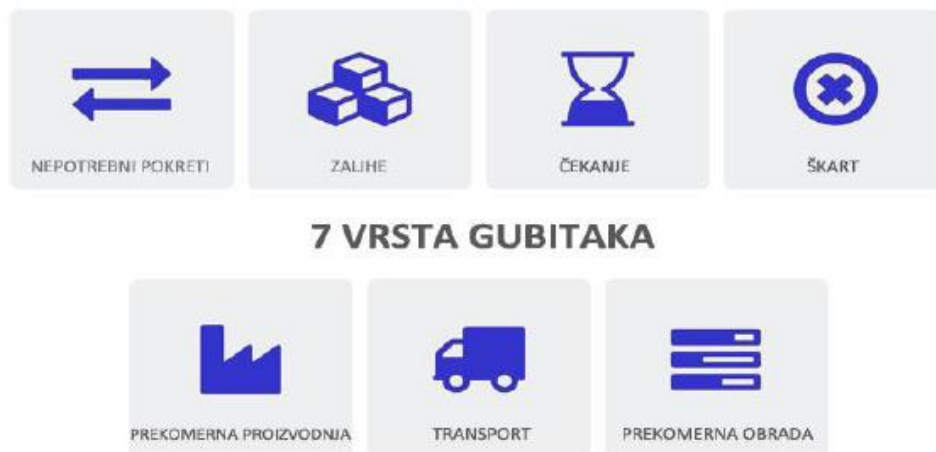 NEPOTREBNI POKRETI
ZALIHE
ČEKANJE
ŠKART
7 VRSTA GUBITAKA
PREKOMERNA PROIZVODNJA
TRANSPORT
PREKOMERNA OBRADA